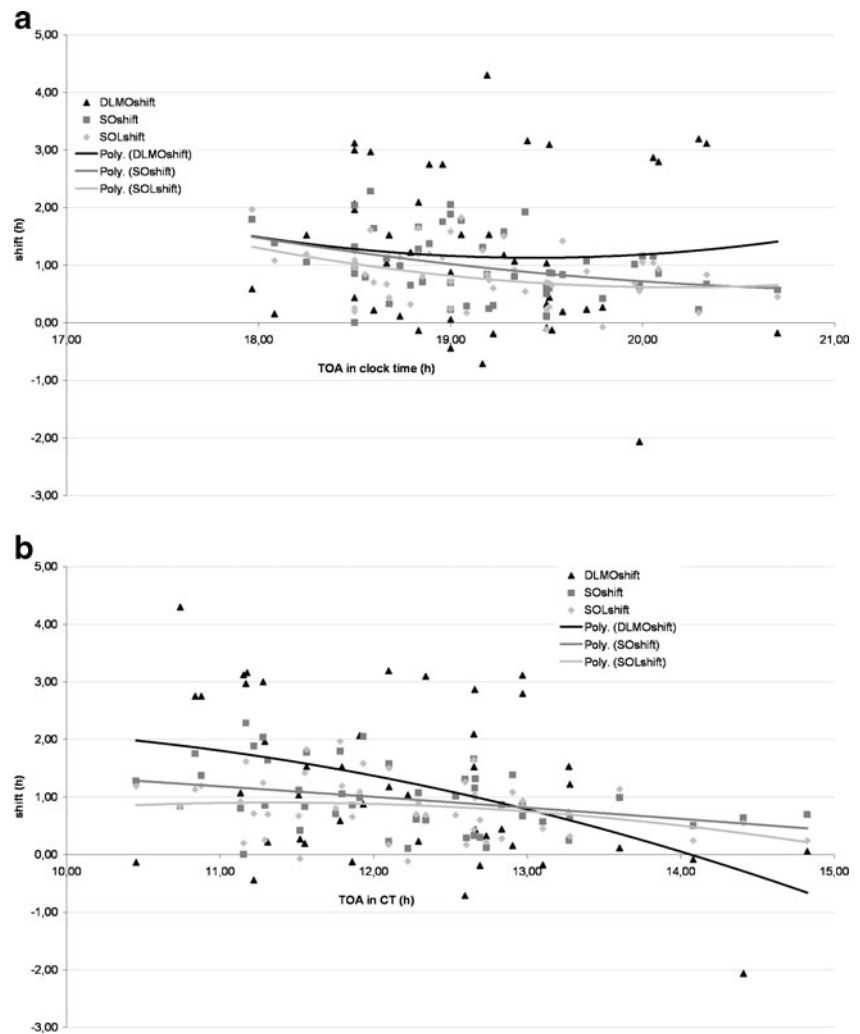 a
5,00
4,00
3,00
2,00
1,00
0,00
-1,00
-2,00
-3,00
DLMOshift
SOshift
SOLshift
Poly. (DLMOshift)
Poly. (SOshift)
Poly. (SOLshift)
shift (h)
17,00 18,00 19,00 20,00 21,00
TOA in clock time (h)
b
5,00
4,00
3,00
2,00
1,00
0,00
-1,00
-2,00
-3,00
DLMOshift
SOshift
SOLshift
Poly. (DLMOshift)
Poly. (SOshift)
Poly. (SOLshift)
shift (h)
10,00 11,00 12,00 13,00 14,00 15,00
TOA in CT (h)